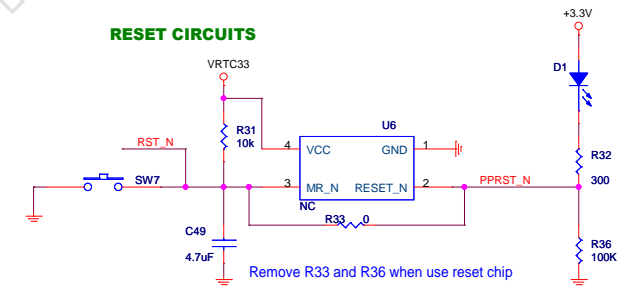 +3.3V
RESET CIRCUITS
VRTC33
D1
U6
R31
10k
4
VCC
GND
1
RST_N
R32
300
SW7
3
MR_N
RESET_N
2
PPRST_N
NC
R33
0
C49
4.7uF
R36
100K
Remove R33 and R36 when use reset chip